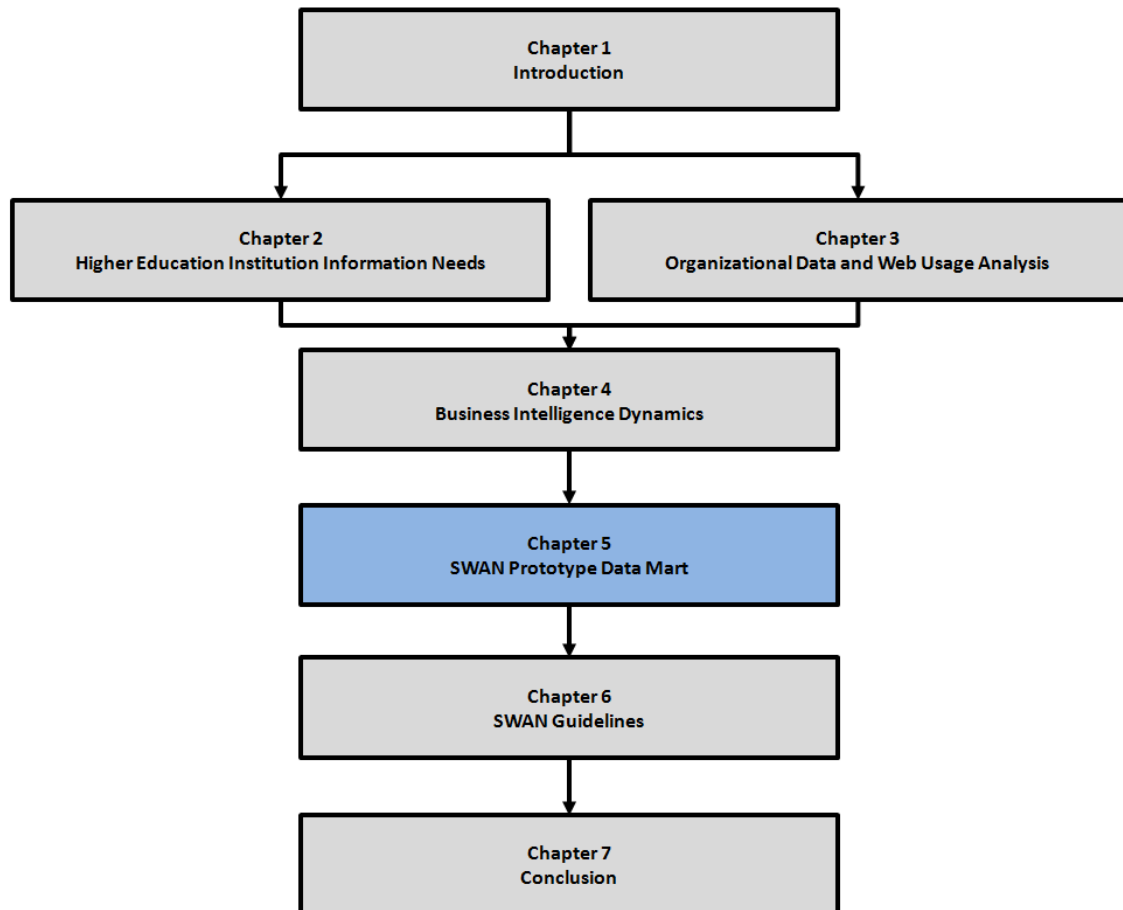 Chapter 1
Introduction
Chapter 2
Higher Education Institution Information Needs
Chapter 3
Organizational Data and Web Usage Analysis
Chapter 4
Business Intelligence Dynamics
Chapter 5
SWAN Prototype Data Mart
Chapter 6
SWAN Guidelines
Chapter 7
Conclusion